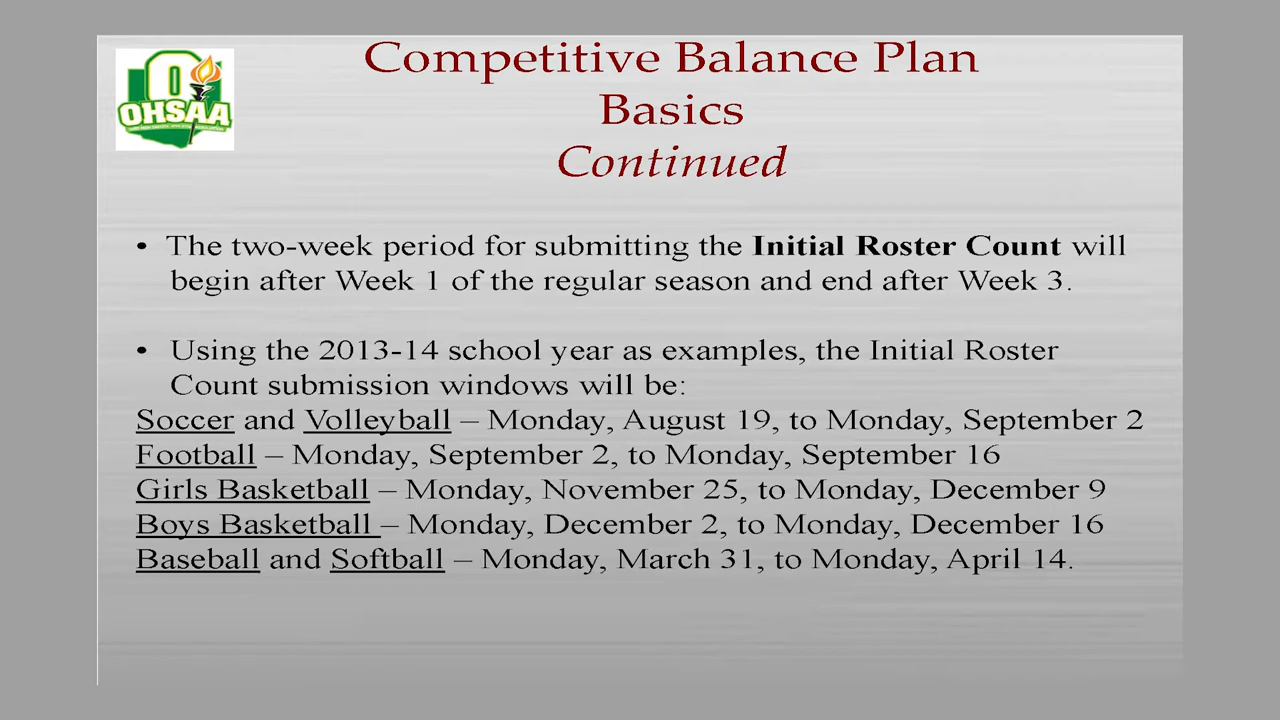 OHSAA
Competitive Balance Plan
Basics
Continued
• The two-week period for submitting the Initial Roster Count will
begin after Week 1 of the regular season and end after Week 3.
• Using the 2013-14 school year as examples, the Initial Roster
Count submission windows will be:
Soccer and Volleyball – Monday, August 19, to Monday, September 2
Football – Monday, September 2, to Monday, September 16
Girls Basketball – Monday, November 25, to Monday, December 9
Boys Basketball – Monday, December 2, to Monday, December 16
Baseball and Softball – Monday, March 31, to Monday, April 14.